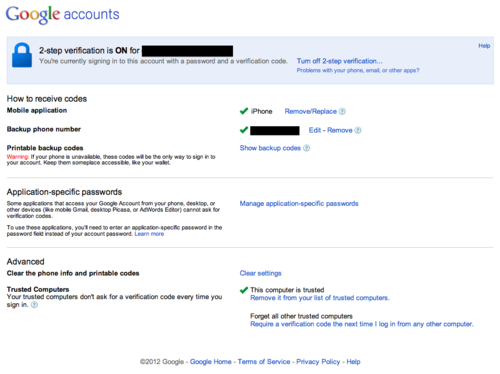 Google accounts
Help
2-step verification is ON for
You're currently signing in to this account with a password and a verification code.
Turn off 2-step verification...
Problems with your phone, email, or other apps?
How to receive codes
Mobile application
iPhone Remove/Replace ?
Backup phone number
Edit - Remove ?
Printable backup codes
Show backup codes ?
Warning: If your phone is unavailable, these codes will be the only way to sign in to
your account. Keep them someplace accessible, like your wallet.
Application-specific passwords
Some applications that access your Google Account from your phone, desktop, or
other devices (like mobile Gmail, desktop Picasa, or AdWords Editor) cannot ask for
verification codes.
Manage application-specific passwords
To use these applications, you'll need to enter an application-specific password in the
password field instead of your account password. Learn more
Advanced
Clear the phone info and printable codes
Clear settings
Trusted Computers
Your trusted computers don't ask for a verification code every time you
sign in. ?
This computer is trusted
Remove it from your list of trusted computers.
Forget all other trusted computers
Require a verification code the next time I log in from any other computer.
©2012 Google - Google Home - Terms of Service - Privacy Policy - Help